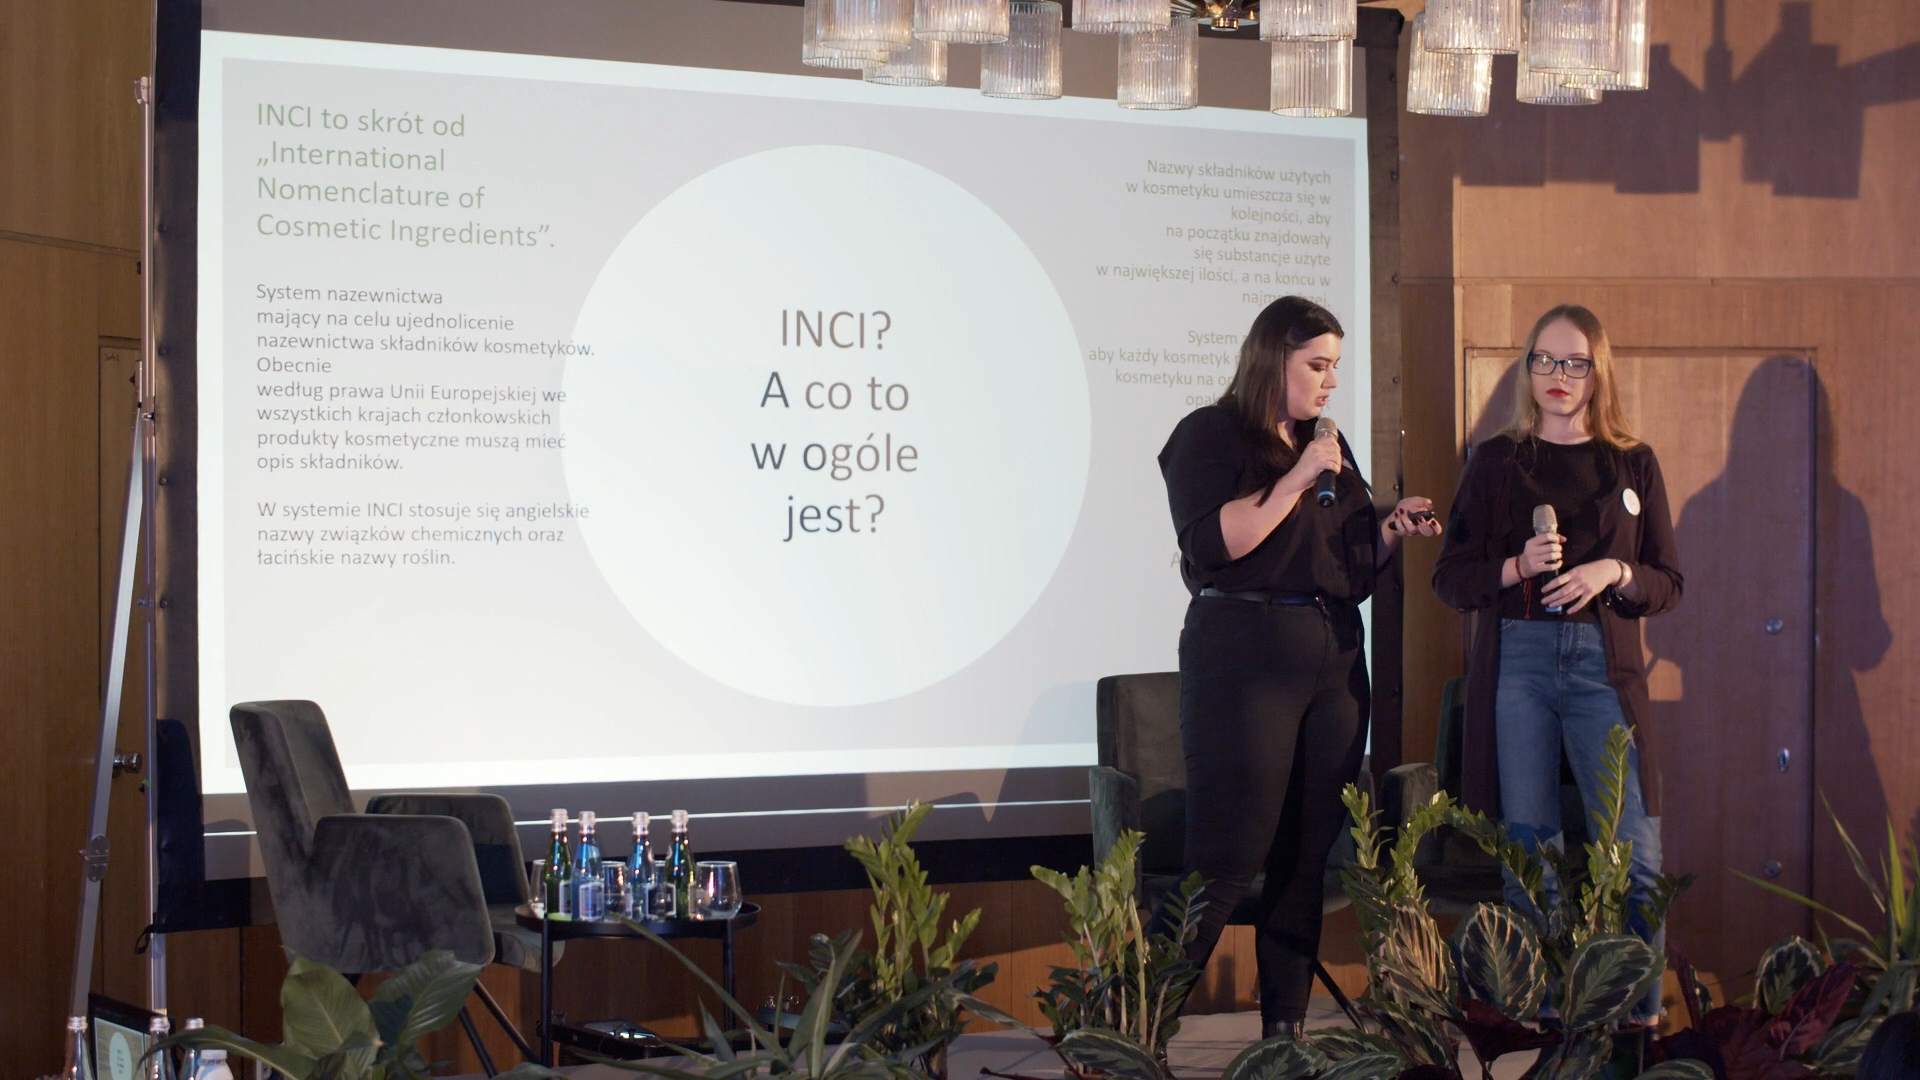 INCI to skrót od
„International
Nomenclature of
Cosmetic Ingredients”.
System nazewnictwa
mający na celu ujednolicenie
nazewnictwa składników kosmetyków.
Obecnie
według prawa Unii Europejskiej we
wszystkich krajach członkowskich
produkty kosmetyczne muszą mieć
opis składników.
W systemie INCI stosuje się angielskie
nazwy związków chemicznych oraz
łacińskie nazwy roślin.
INCI?
A co to
w ogóle
jest?
Nazwy składników użytych
w kosmetyku umieszcza się w
kolejności, aby
na początku znajdowały
się substancje użyte
w największej ilości, a na końcu w
System
aby każdy kosmetyk
kosmetyku na